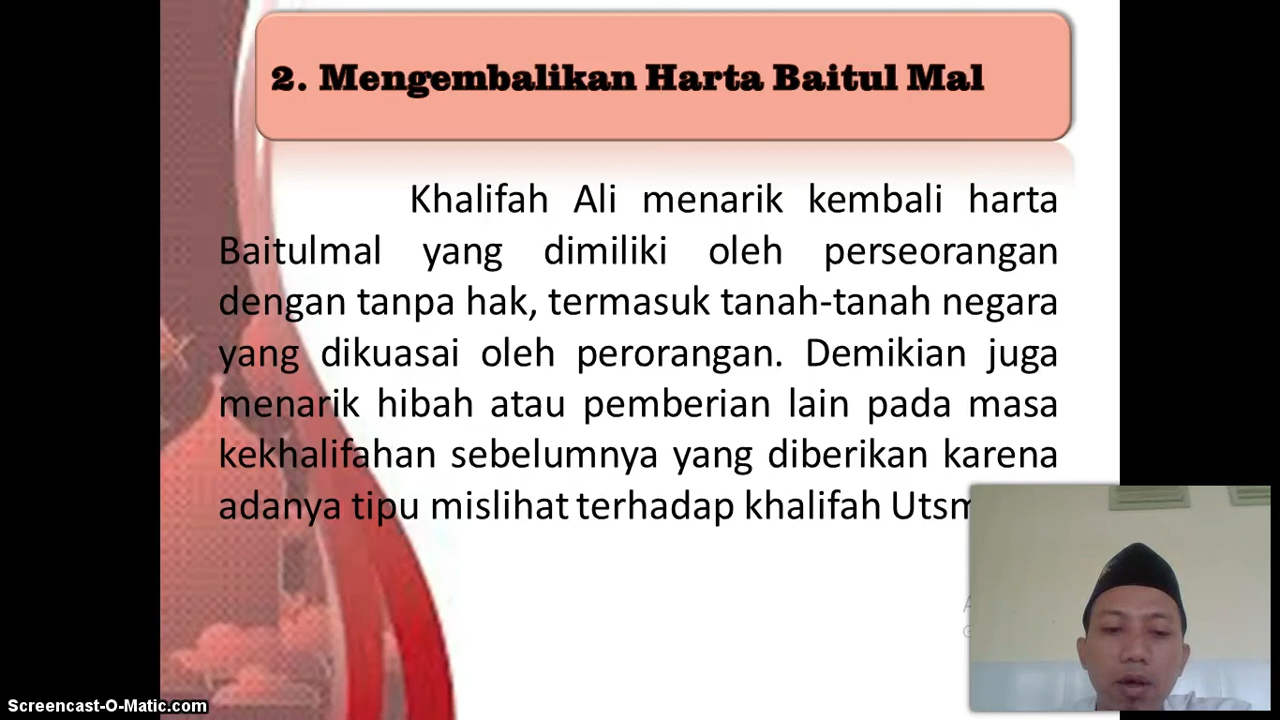 2. Mengembalikan Harta Baitul Mal
Khalifah Ali menarik kembali harta
Baitulmal yang dimiliki oleh perseorangan
dengan tanpa hak, termasuk tanah-tanah negara
yang dikuasai oleh perorangan. Demikian juga
menarik hibah atau pemberian lain pada masa
kekhalifahan sebelumnya yang diberikan karena
adanya tipu mislihat terhadap khalifah
Screencast-O-Matic.com